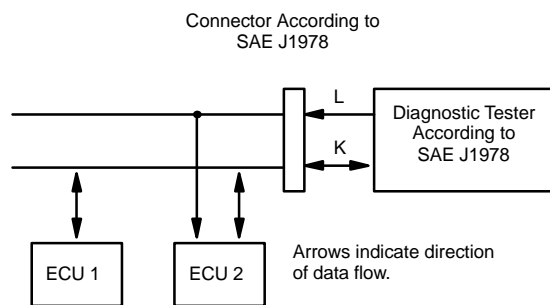 Connector According to
SAE J1978
L
K
Diagnostic Tester
According to
SAE J1978
ECU 1
ECU 2
Arrows indicate direction
of data flow.